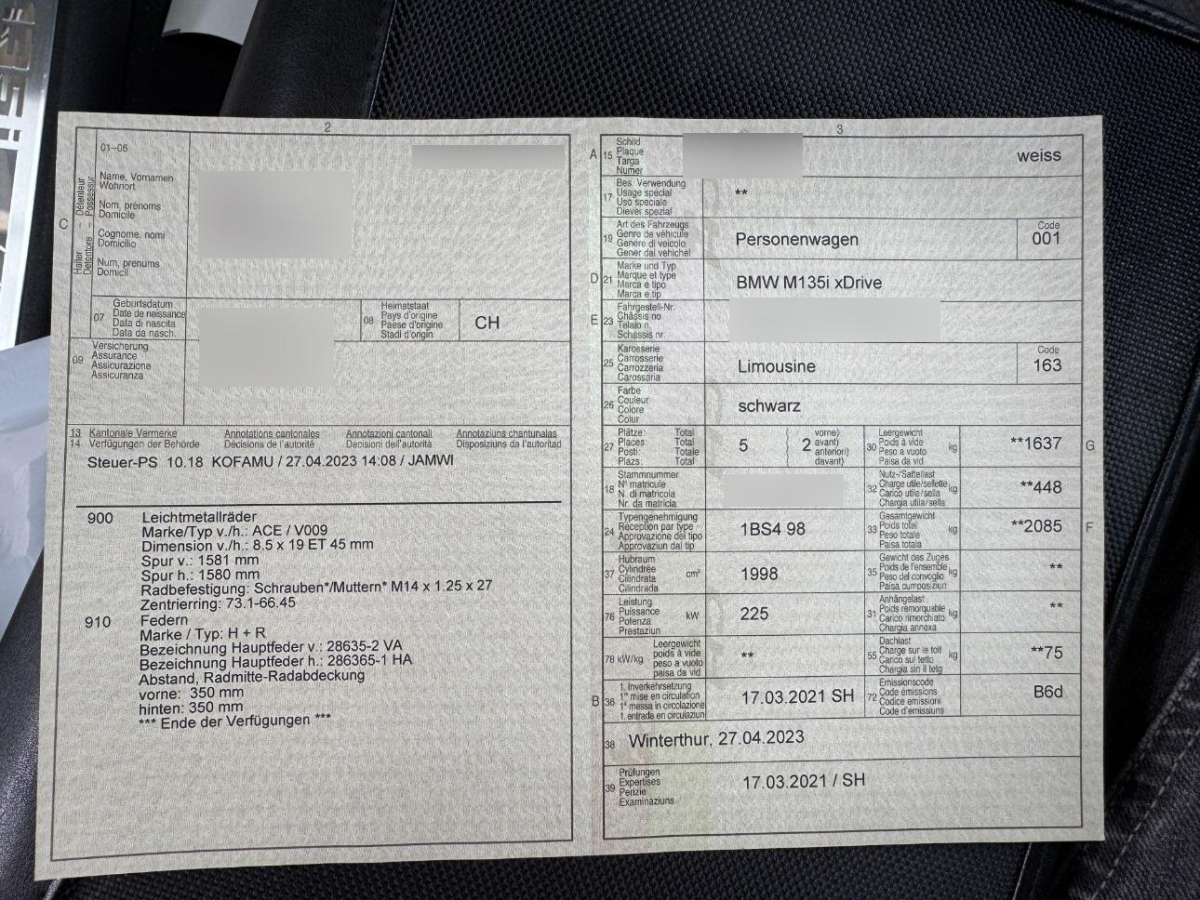 2
01-06
Halter - Détenteur
Detentore - Possessur
C
Name, Vornamen
Wohnort
Nom, prénoms
Domicile
Cognome, nomi
Domicilio
Num, prenums
Domicil
07
Geburtsdatum
Date de naissance
Data di nascita
Data da nasch.
08
Heimatstaat
Pays d'origine
Paese d'origine
Stadi d'origin
CH
09
Versicherung
Assurance
Assicurazione
Assicuranza
13 Kantonale Vermerke Annotations cantonales Annotazioni cantonali Annotaziuns chantunalas
14 Verfügungen der Behörde Décisions de l'autorité Decisioni dell'autorità Disposiziuns da l'autoritad
Steuer-PS 10.18 KOFAMU / 27.04.2023 14:08 / JAMWI
900 Leichtmetallräder
Marke/Typ v./h.: ACE / V009
Dimension v./h.: 8.5 x 19 ET 45 mm
Spur v.: 1581 mm
Spur h.: 1580 mm
Radbefestigung: Schrauben*/Muttern* M14 x 1.25 x 27
Zentrierring: 73.1-66.45
910 Federn
Marke / Typ: H + R
Bezeichnung Hauptfeder v.: 28635-2 VA
Bezeichnung Hauptfeder h.: 286365-1 HA
Abstand, Radmitte-Radabdeckung
vorne: 350 mm
hinten: 350 mm
*** Ende der Verfügungen ***
3
A 15
Schild
Plaque
Targa
Numer
weiss
17
Bes. Verwendung
Usage spécial
Uso speciale
Diever spezial
**
19
Art des Fahrzeugs
Genre de véhicule
Genere di veicolo
Gener dal vehichel
Personenwagen
Code
001
D 21
Marke und Typ
Marque et type
Marca e tipo
Marca e tip
BMW M135i xDrive
E 23
Fahrgestell-Nr.
Châssis no
Telaio n.
Schassis nr.
25
Karosserie
Carrosserie
Carrozzeria
Carossaria
Limousine
Code
163
26
Farbe
Couleur
Colore
Colur
schwarz
27
Plätze: Total
Places: Total
Posti: Totale
Plazs: Total
5
2
vorne)
avant)
anteriori)
davant)
30
Leergewicht
Poids à vide
Peso a vuoto
Paisa da vid
kg
**1637
G
18
Stammnummer
N° matricule
N. di matricola
Nr. da matricla
32
Nutz-/Sattellast
Charge utile/sellette
Carico utile/sella
Chargia utila/sella
kg
**448
24
Typengenehmigung
Réception par type
Approvazione del tipo
Approvaziun dal tip
1BS4 98
33
Gesamtgewicht
Poids total
Peso totale
Paisa totala
kg
**2085
F
37
Hubraum
Cylindrée
Cilindrata
Cilindrada
cm³
1998
35
Gewicht des Zuges
Poids de l'ensemble
Peso del convoglio
Paisa cumposiziun
kg
**
76
Leistung
Puissance
Potenza
Prestaziun
kW
225
31
Anhängelast
Poids remorquable
Carico rimorchiato
Chargia annexa
kg
**
78 kW/kg
Leergewicht
poids à vide
peso a vuoto
paisa da vid
**
55
Dachlast
Charge sur le toit
Carico sul tetto
Chargia sin il tetg
kg
**75
B 36
1. Inverkehrsetzung
1re mise en circulation
1a messa in circolazione
1. entrada en circulaziun
17.03.2021 SH
72
Emissionscode
Code émissions
Codice emissioni
Code d'emissiuns
B6d
38 Winterthur, 27.04.2023
39
Prüfungen
Expertises
Perizie
Examinaziuns
17.03.2021 / SH